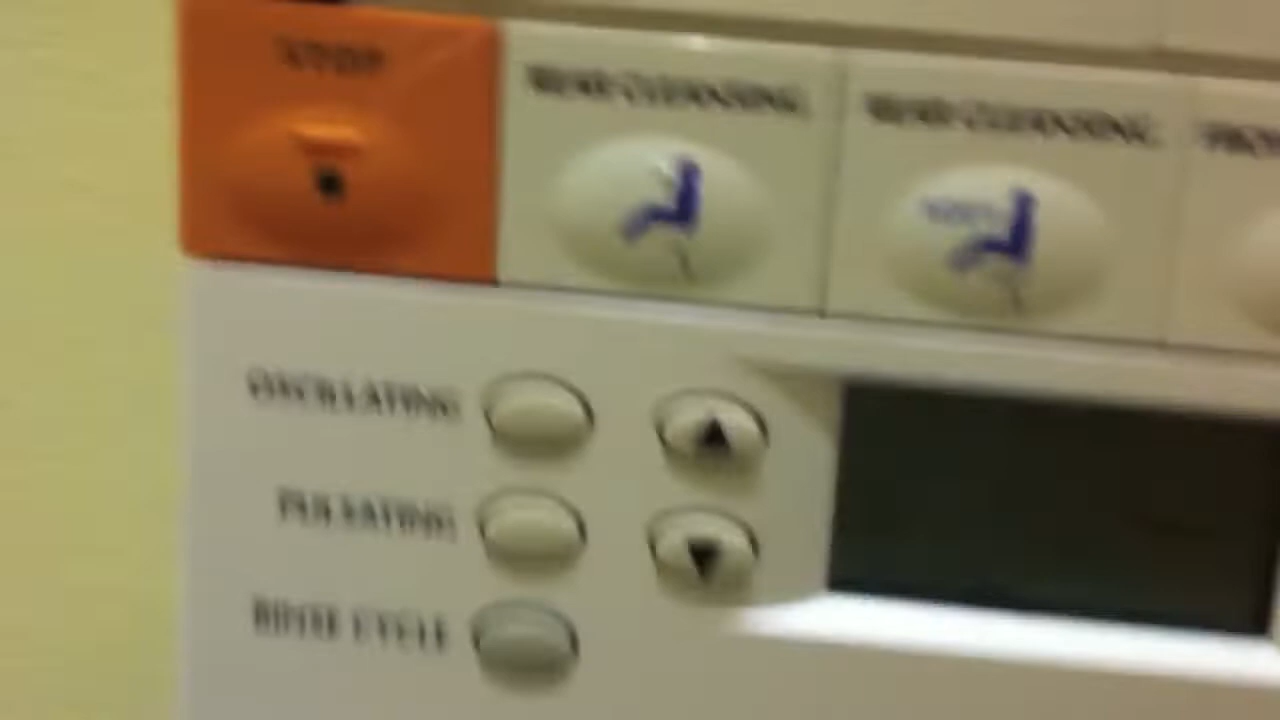 STOP
REAR CLEANSING
REAR CLEANSING
OSCILLATING
PULSATING
RINSE CYCLE